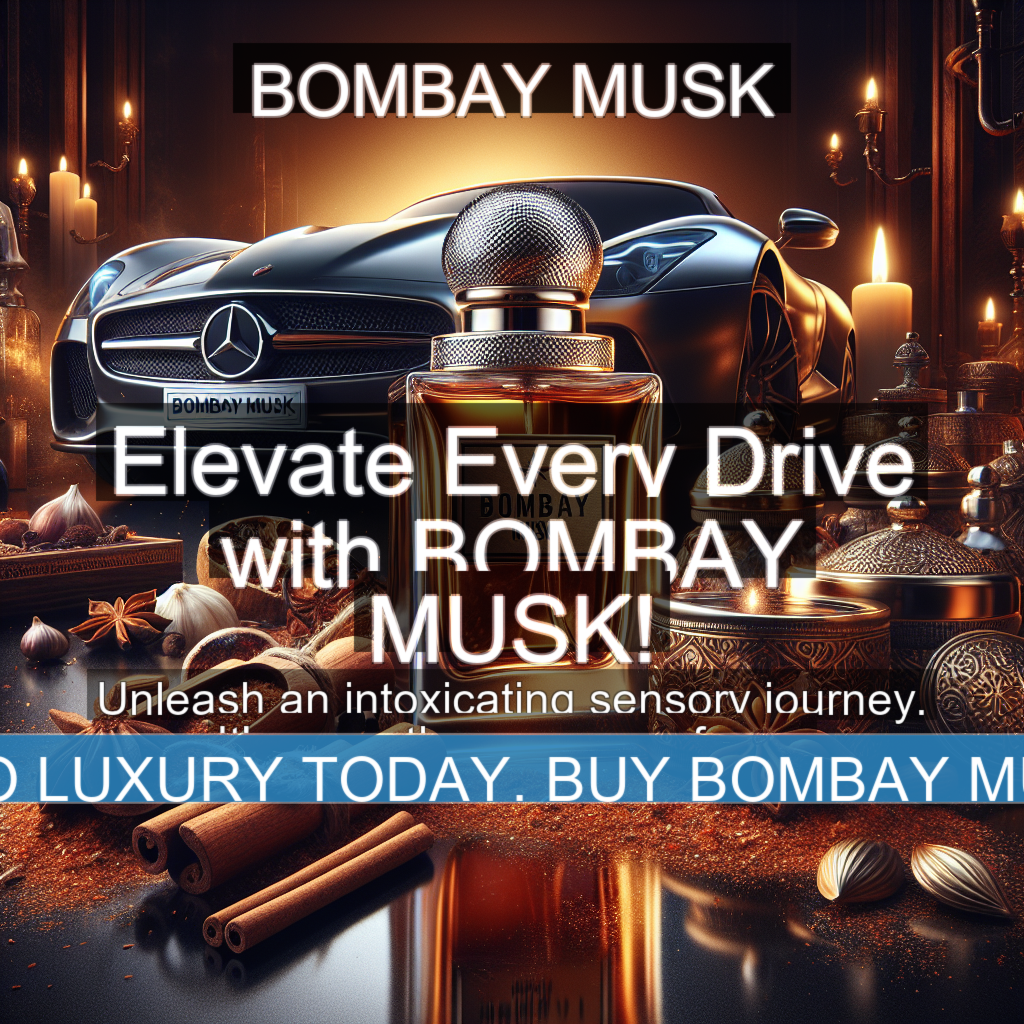 BOMBAY MUSK
BOMBAY MUSK
Elevate Every Drive
BOMBAY
with BOMBAY
MUSK!
Unleash an intoxicating sensory journey.
LUXURY TODAY. BUY BOMBAY